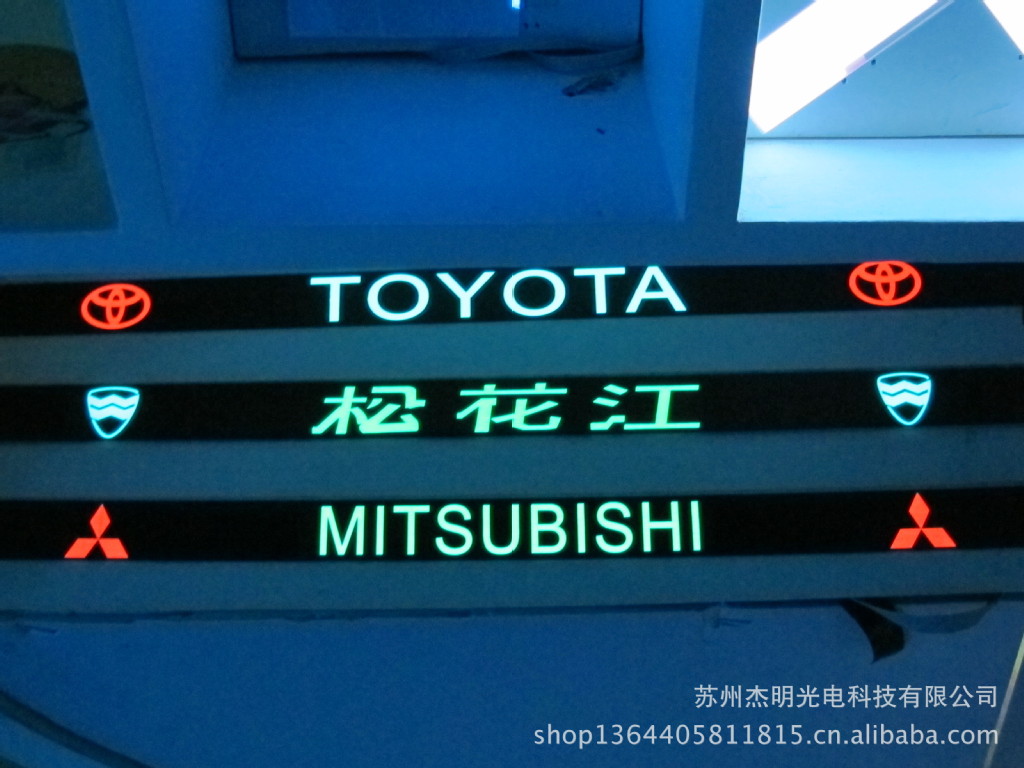 TOYOTA
松花江
MITSUBISHI
苏州杰明光电科技有限公司
shop1364405811815.cn.alibaba.com